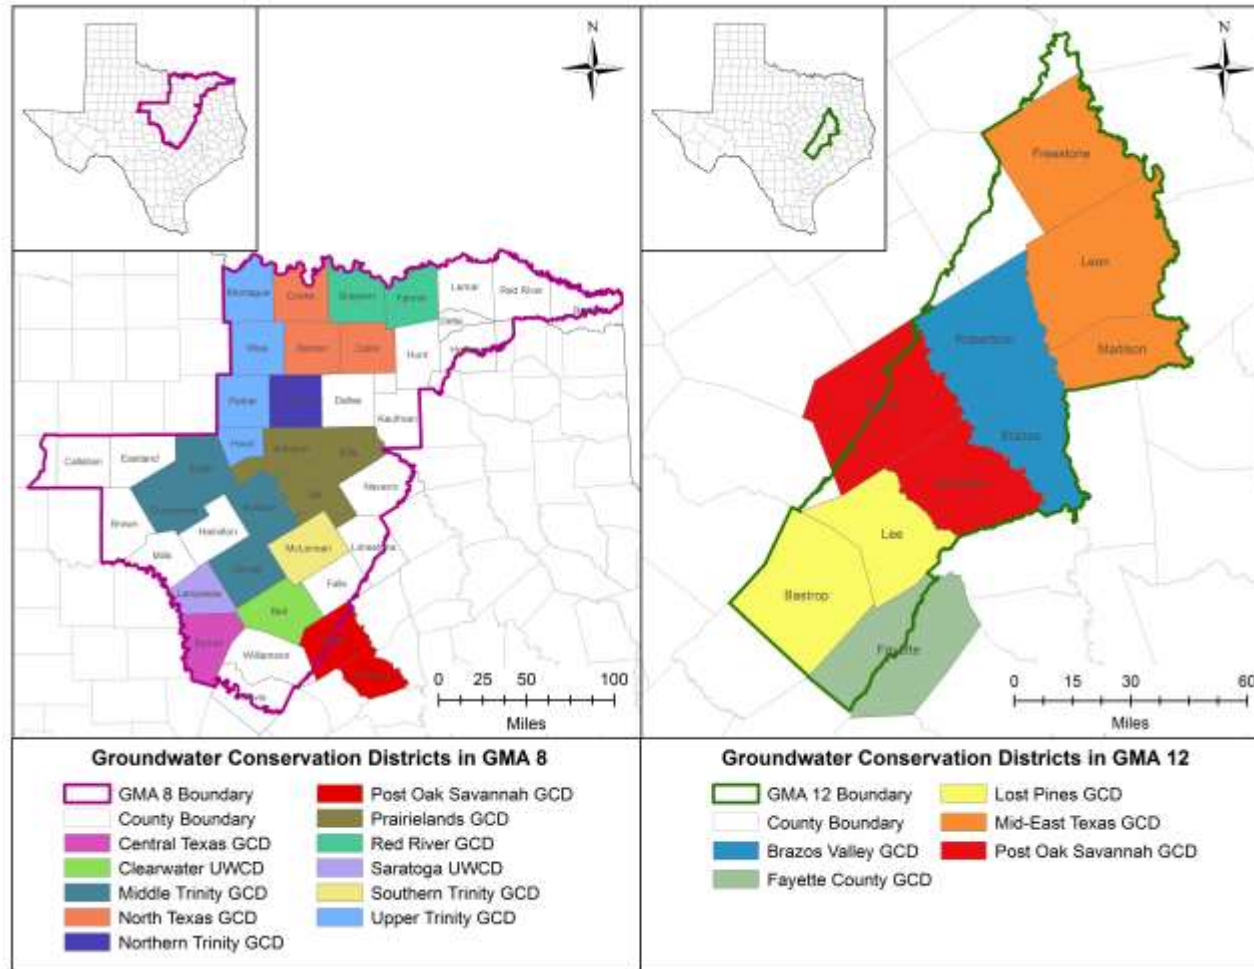 N
Montague
Cooke
Grayson
Fannin
Lamar
Red River
Delta
Wise
Denton
Collin
Hunt
Parker
Dallas
Kaufman
Hood
Johnson
Ellis
Callahan
Eastland
Erath
Hill
Navarro
Brown
Comanche
Hamilton
Mills
McLennan
Limestone
Falls
Lampasas
Bell
Burnet
Williamson
Travis
0 25 50 100
Miles
N
Freestone
Leon
Madison
Robertson
Brazos
Burleson
Lee
Bastrop
Fayette
0 15 30 60
Miles
Groundwater Conservation Districts in GMA 8
GMA 8 Boundary
County Boundary
Central Texas GCD
Clearwater UWCD
Middle Trinity GCD
North Texas GCD
Northern Trinity GCD
Post Oak Savannah GCD
Prairielands GCD
Red River GCD
Saratoga UWCD
Southern Trinity GCD
Upper Trinity GCD
Groundwater Conservation Districts in GMA 12
GMA 12 Boundary
County Boundary
Brazos Valley GCD
Fayette County GCD
Lost Pines GCD
Mid-East Texas GCD
Post Oak Savannah GCD